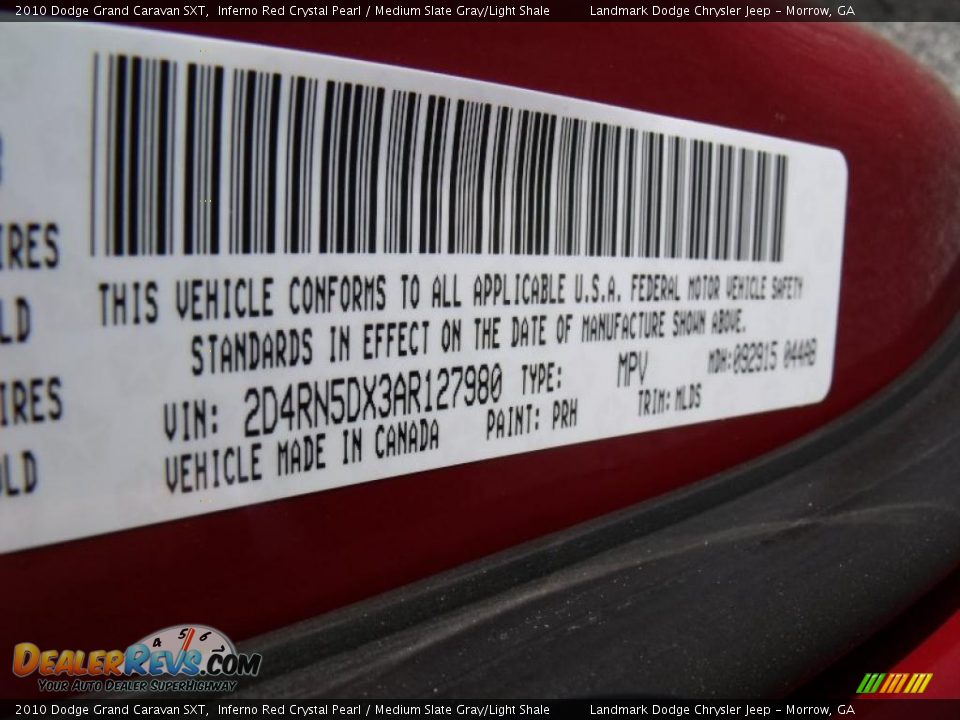 2010 Dodge Grand Caravan SXT, Inferno Red Crystal Pearl / Medium Slate Gray/Light Shale Landmark Dodge Chrysler Jeep - Morrow, GA
IRES
LD
IRES
LD
THIS VEHICLE CONFORMS TO ALL APPLICABLE U.S.A. FEDERAL MOTOR VEHICLE SAFETY
STANDARDS IN EFFECT ON THE DATE OF MANUFACTURE SHOWN ABOVE.
VIN: 2D4RN5DX3AR127980 TYPE: MPV MDH:092915 044AB
VEHICLE MADE IN CANADA PAINT: PRH TRIM: MLDS
4 5 6
DEALERREVS.COM
YOUR AUTO DEALER SUPERHIGHWAY
2010 Dodge Grand Caravan SXT, Inferno Red Crystal Pearl / Medium Slate Gray/Light Shale Landmark Dodge Chrysler Jeep - Morrow, GA